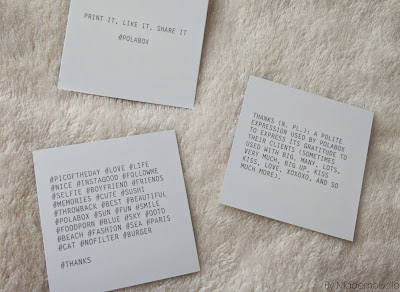 PRINT IT, LIKE IT, SHARE IT
#POLABOX
THANKS (N. PL.): A POLITE
EXPRESSION USED BY POLABOX
TO EXPRESS ITS GRATITUDE TO
THEIR CLIENTS (SOMETIMES
USED WITH BIG, MANY, LOTS,
VERY MUCH, BIG UP, KISS
KISS, LOVE, XOXOXO, AND SO
MUCH MORE).
#PICOFTHEDAY #LOVE #LIFE
#NICE #INSTAGOOD #FOLLOWME
#SELFIE #BOYFRIEND #FRIENDS
#MEMORIES #CUTE #SUSHI
#THROWBACK #BEST #BEAUTIFUL
#POLABOX #SUN #FUN #SMILE
#FOODPORN #BLUE #SKY #OOTD
#BEACH #FASHION #SEA #PARIS
#CAT #NOFILTER #BURGER
#THANKS
By Mademoiselle